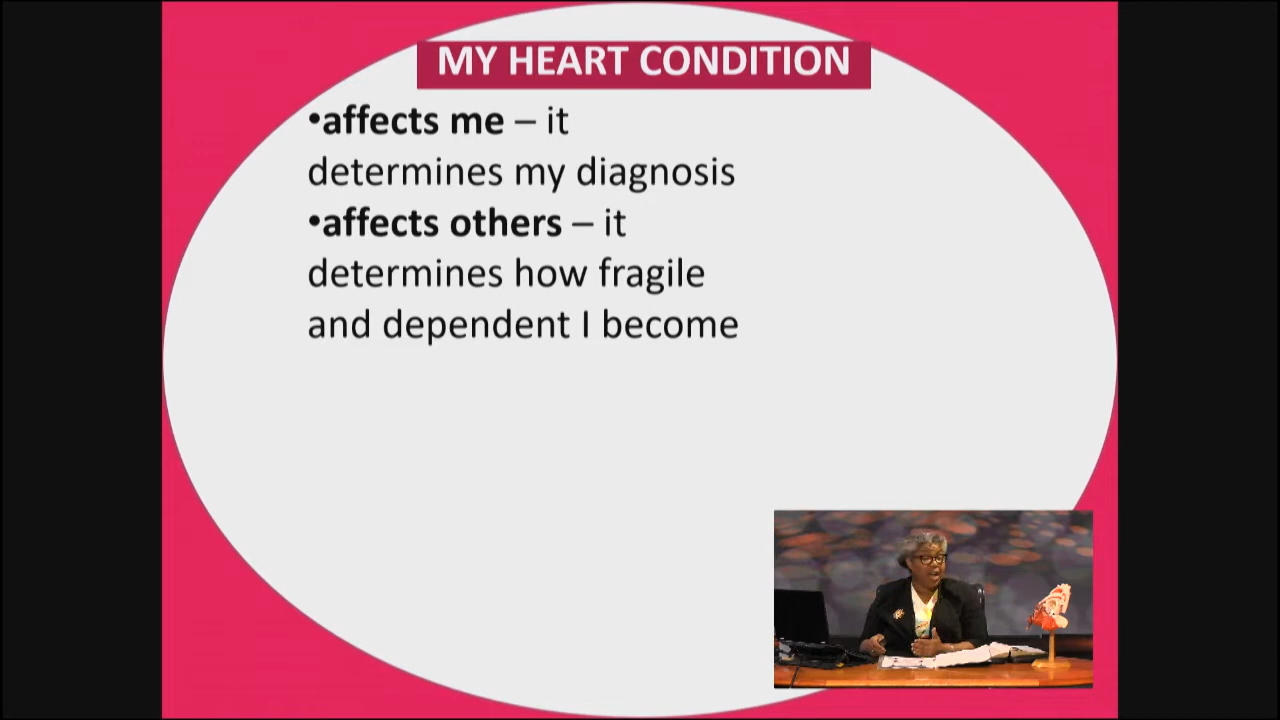 MY HEART CONDITION
•affects me – it
determines my diagnosis
•affects others – it
determines how fragile
and dependent I become